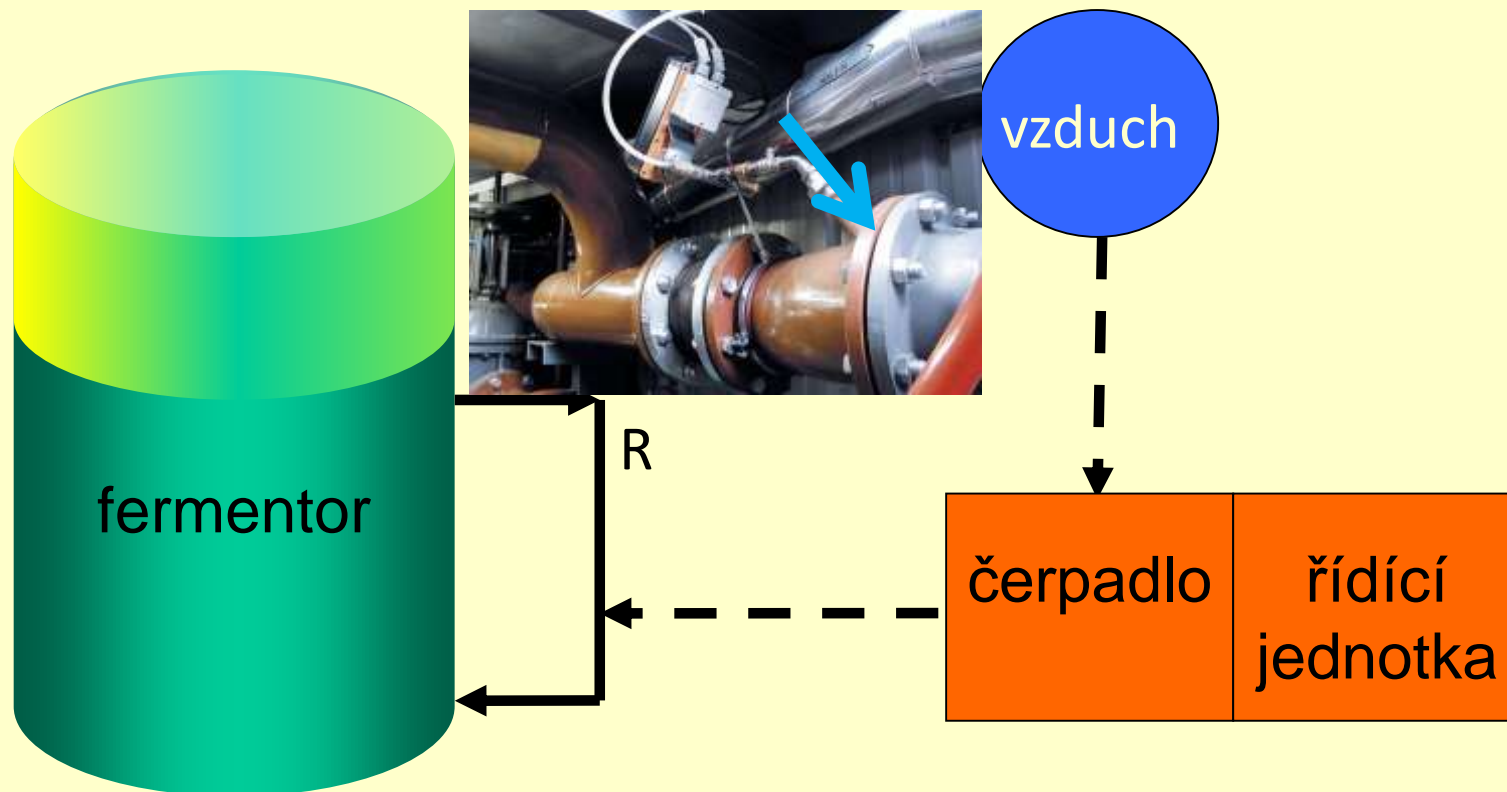 vzduch
R
fermentor
čerpadlo
řídící
jednotka